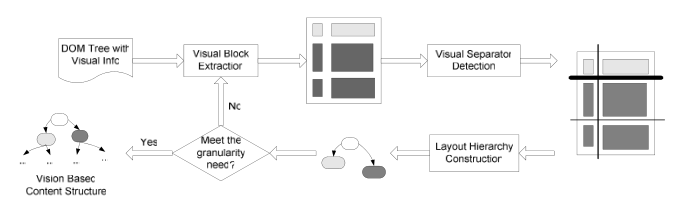 DOM Tree with
Visual Info
Visual Block
Extraction
Visual Separator
Detection
No
Yes
Meet the
granularity
need?
Layout Hierarchy
Construction
... ... ... ...
Vision Based
Content Structure